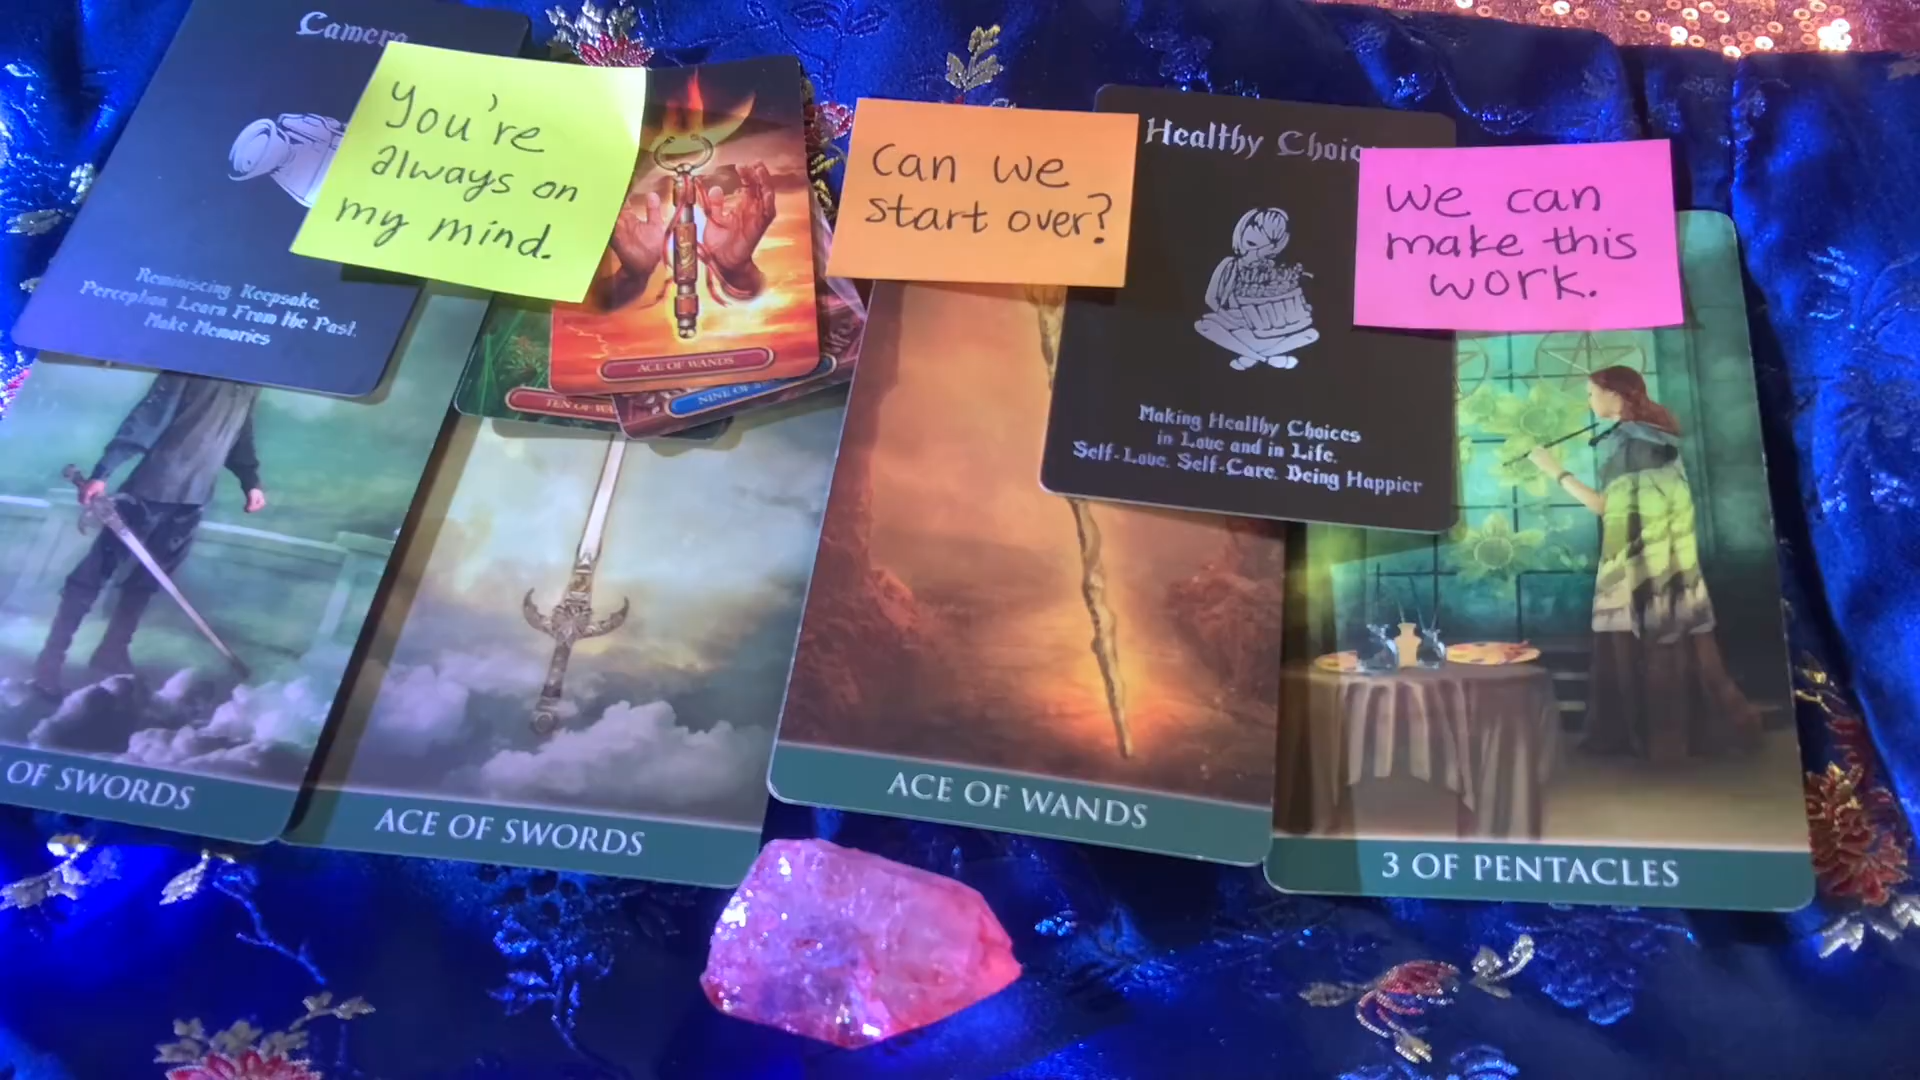 Camera
You're
always on
my mind.
Reminiscing, Keepsake,
Perception, Learn From the Past,
Make Memories
ACE OF WANDS
TEN OF
NINE OF
can we
start over?
Healthy
Making Healthy Choices
in Love and in Life.
Self-Love, Self-Care, Being Happier
we can
make this
work.
OF SWORDS
ACE OF SWORDS
ACE OF WANDS
3 OF PENTACLES